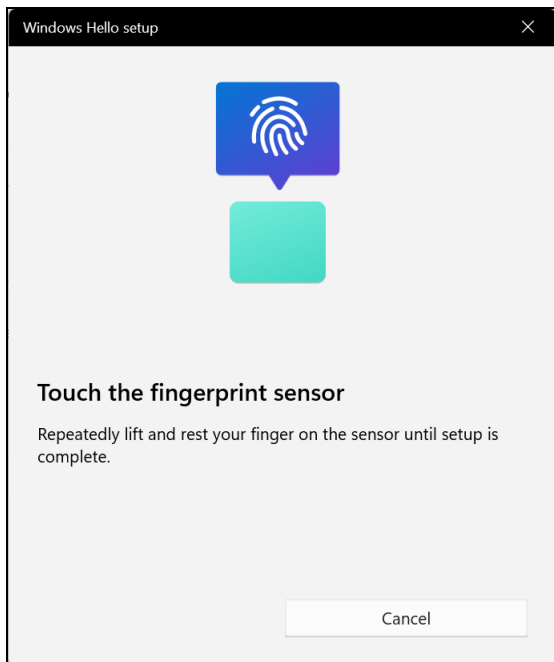 Windows Hello setup
Touch the fingerprint sensor
Repeatedly lift and rest your finger on the sensor until setup is
complete.
Cancel